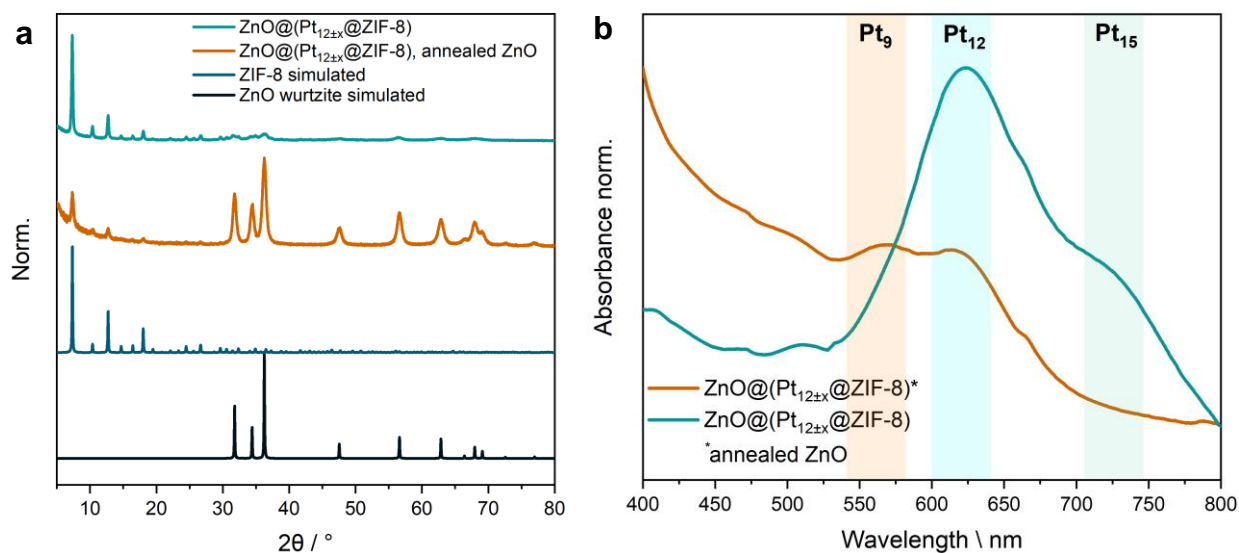 a
ZnO@(Pt₁₂±ₓ@ZIF-8)
ZnO@(Pt₁₂±ₓ@ZIF-8), annealed ZnO
ZIF-8 simulated
ZnO wurtzite simulated
Norm.
10 20 30 40 50 60 70 80
2θ / °
b
Pt₉ Pt₁₂ Pt₁₅
Absorbance norm.
ZnO@(Pt₁₂±ₓ@ZIF-8)*
ZnO@(Pt₁₂±ₓ@ZIF-8)
*annealed ZnO
400 450 500 550 600 650 700 750 800
Wavelength \ nm